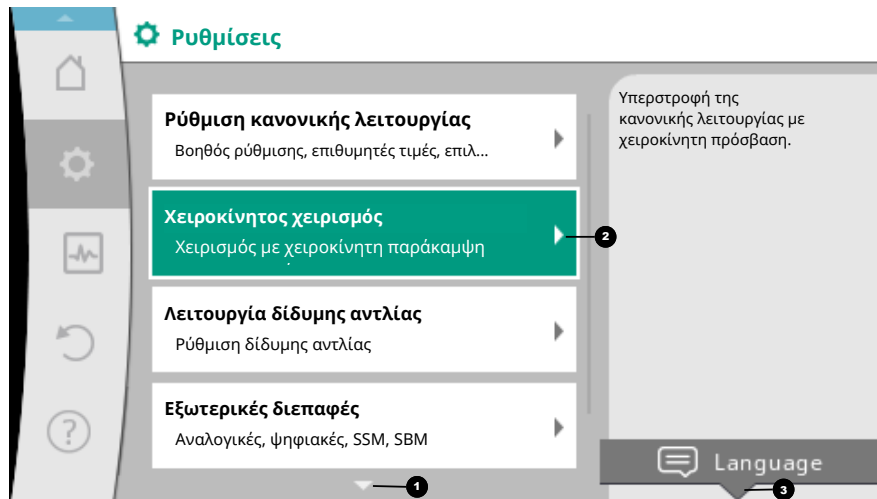 Ρυθμίσεις
Ρύθμιση κανονικής λειτουργίας
Βοηθός ρύθμισης, επιθυμητές τιμές, επιλ...
Χειροκίνητος χειρισμός
Χειρισμός με χειροκίνητη παράκαμψη
Λειτουργία δίδυμης αντλίας
Ρύθμιση δίδυμης αντλίας
Εξωτερικές διεπαφές
Αναλογικές, ψηφιακές, SSM, SBM
Υπερστροφή της
κανονικής λειτουργίας με
χειροκίνητη πρόσβαση.
2
?
Language
1
3